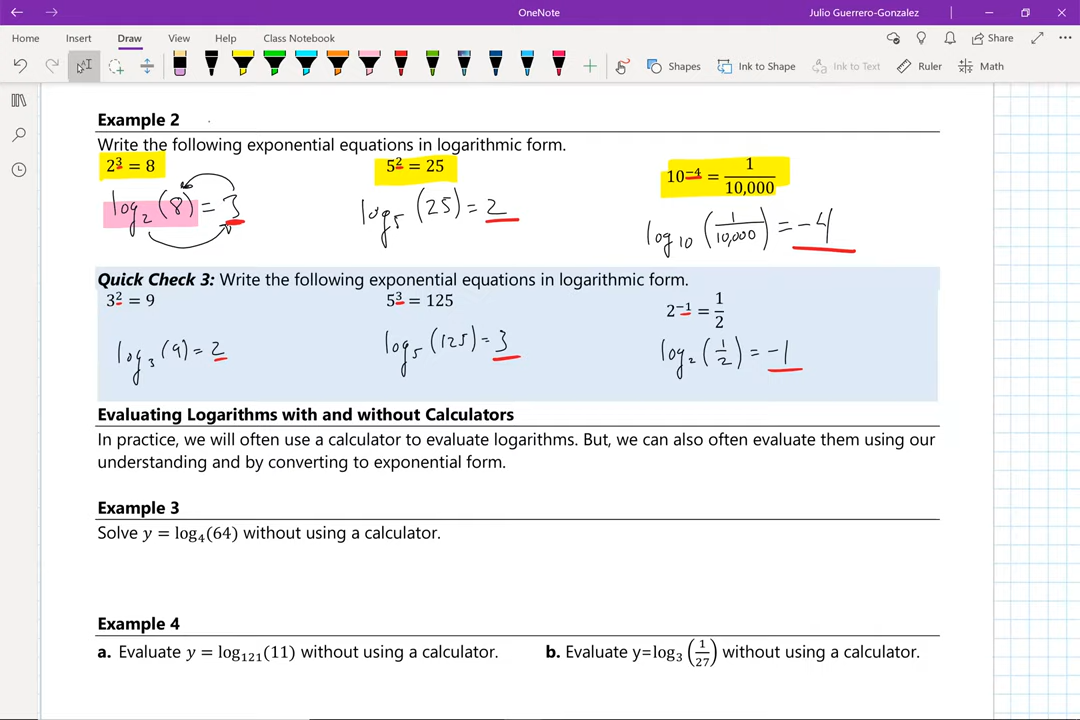 OneNote
Julio Guerrero-Gonzalez
Home Insert Draw View Help Class Notebook Share
Shapes Ink to Shape Ink to Text Ruler Math
Example 2
Write the following exponential equations in logarithmic form.
2³ = 8 5² = 25 10⁻⁴ = 1/10,000
log₂(8) = 3 log₅(25) = 2 log₁₀(1/10,000) = -4
Quick Check 3: Write the following exponential equations in logarithmic form.
3² = 9 5³ = 125 2⁻¹ = 1/2
log₃(9) = 2 log₅(125) = 3 log₂(1/2) = -1
Evaluating Logarithms with and without Calculators
In practice, we will often use a calculator to evaluate logarithms. But, we can also often evaluate them using our
understanding and by converting to exponential form.
Example 3
Solve y = log₄(64) without using a calculator.
Example 4
a. Evaluate y = log₁₂₁(11) without using a calculator. b. Evaluate y=log₃(1/27) without using a calculator.